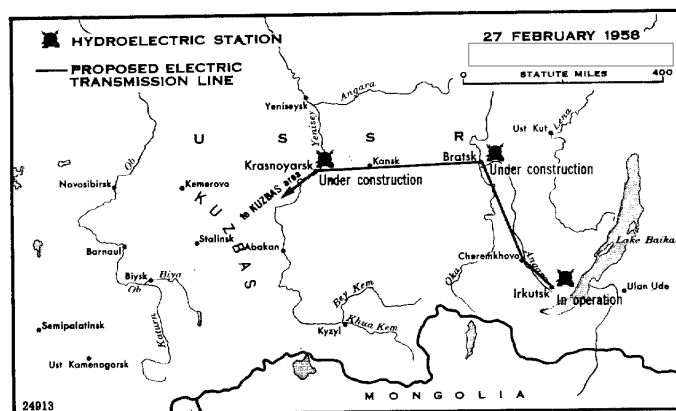 HYDROELECTRIC STATION
PROPOSED ELECTRIC
TRANSMISSION LINE
27 FEBRUARY 1958
0 400
STATUTE MILES
Yeniseysk
Angara
Yenisey
Lena
Ust Kut
U S S R
Ob
Krasnoyarsk
Kansk
Bratsk
Under construction
Under construction
Novosibirsk
Kemerovo
to KUZBAS area
KUZBAS
Stalinsk
Abakan
Barnaul
Biysk
Biya
Ob
Katun
Cheremkhovo
Angara
Oka
Lake Baikal
Irkutsk
In operation
Ulan Ude
Bey Kem
Khua Kem
Kyzyl
Semipalatinsk
Ust Kamenogorsk
MONGOLIA
24913